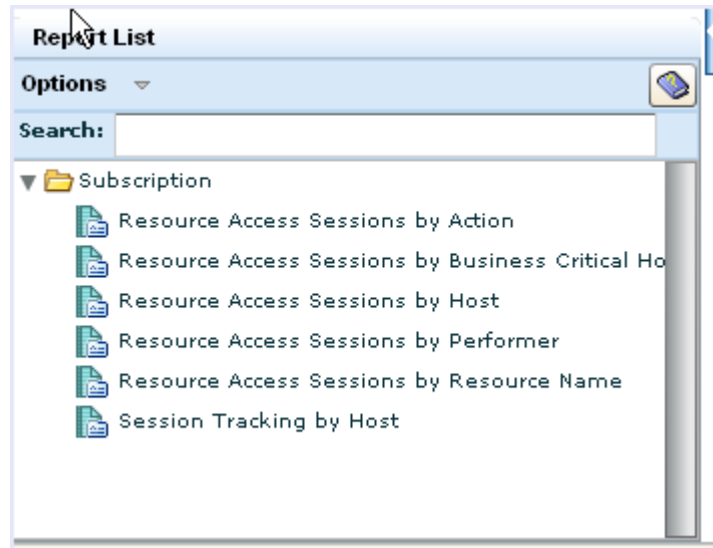 Report List
Options
Search:
Subscription
Resource Access Sessions by Action
Resource Access Sessions by Business Critical Ho
Resource Access Sessions by Host
Resource Access Sessions by Performer
Resource Access Sessions by Resource Name
Session Tracking by Host